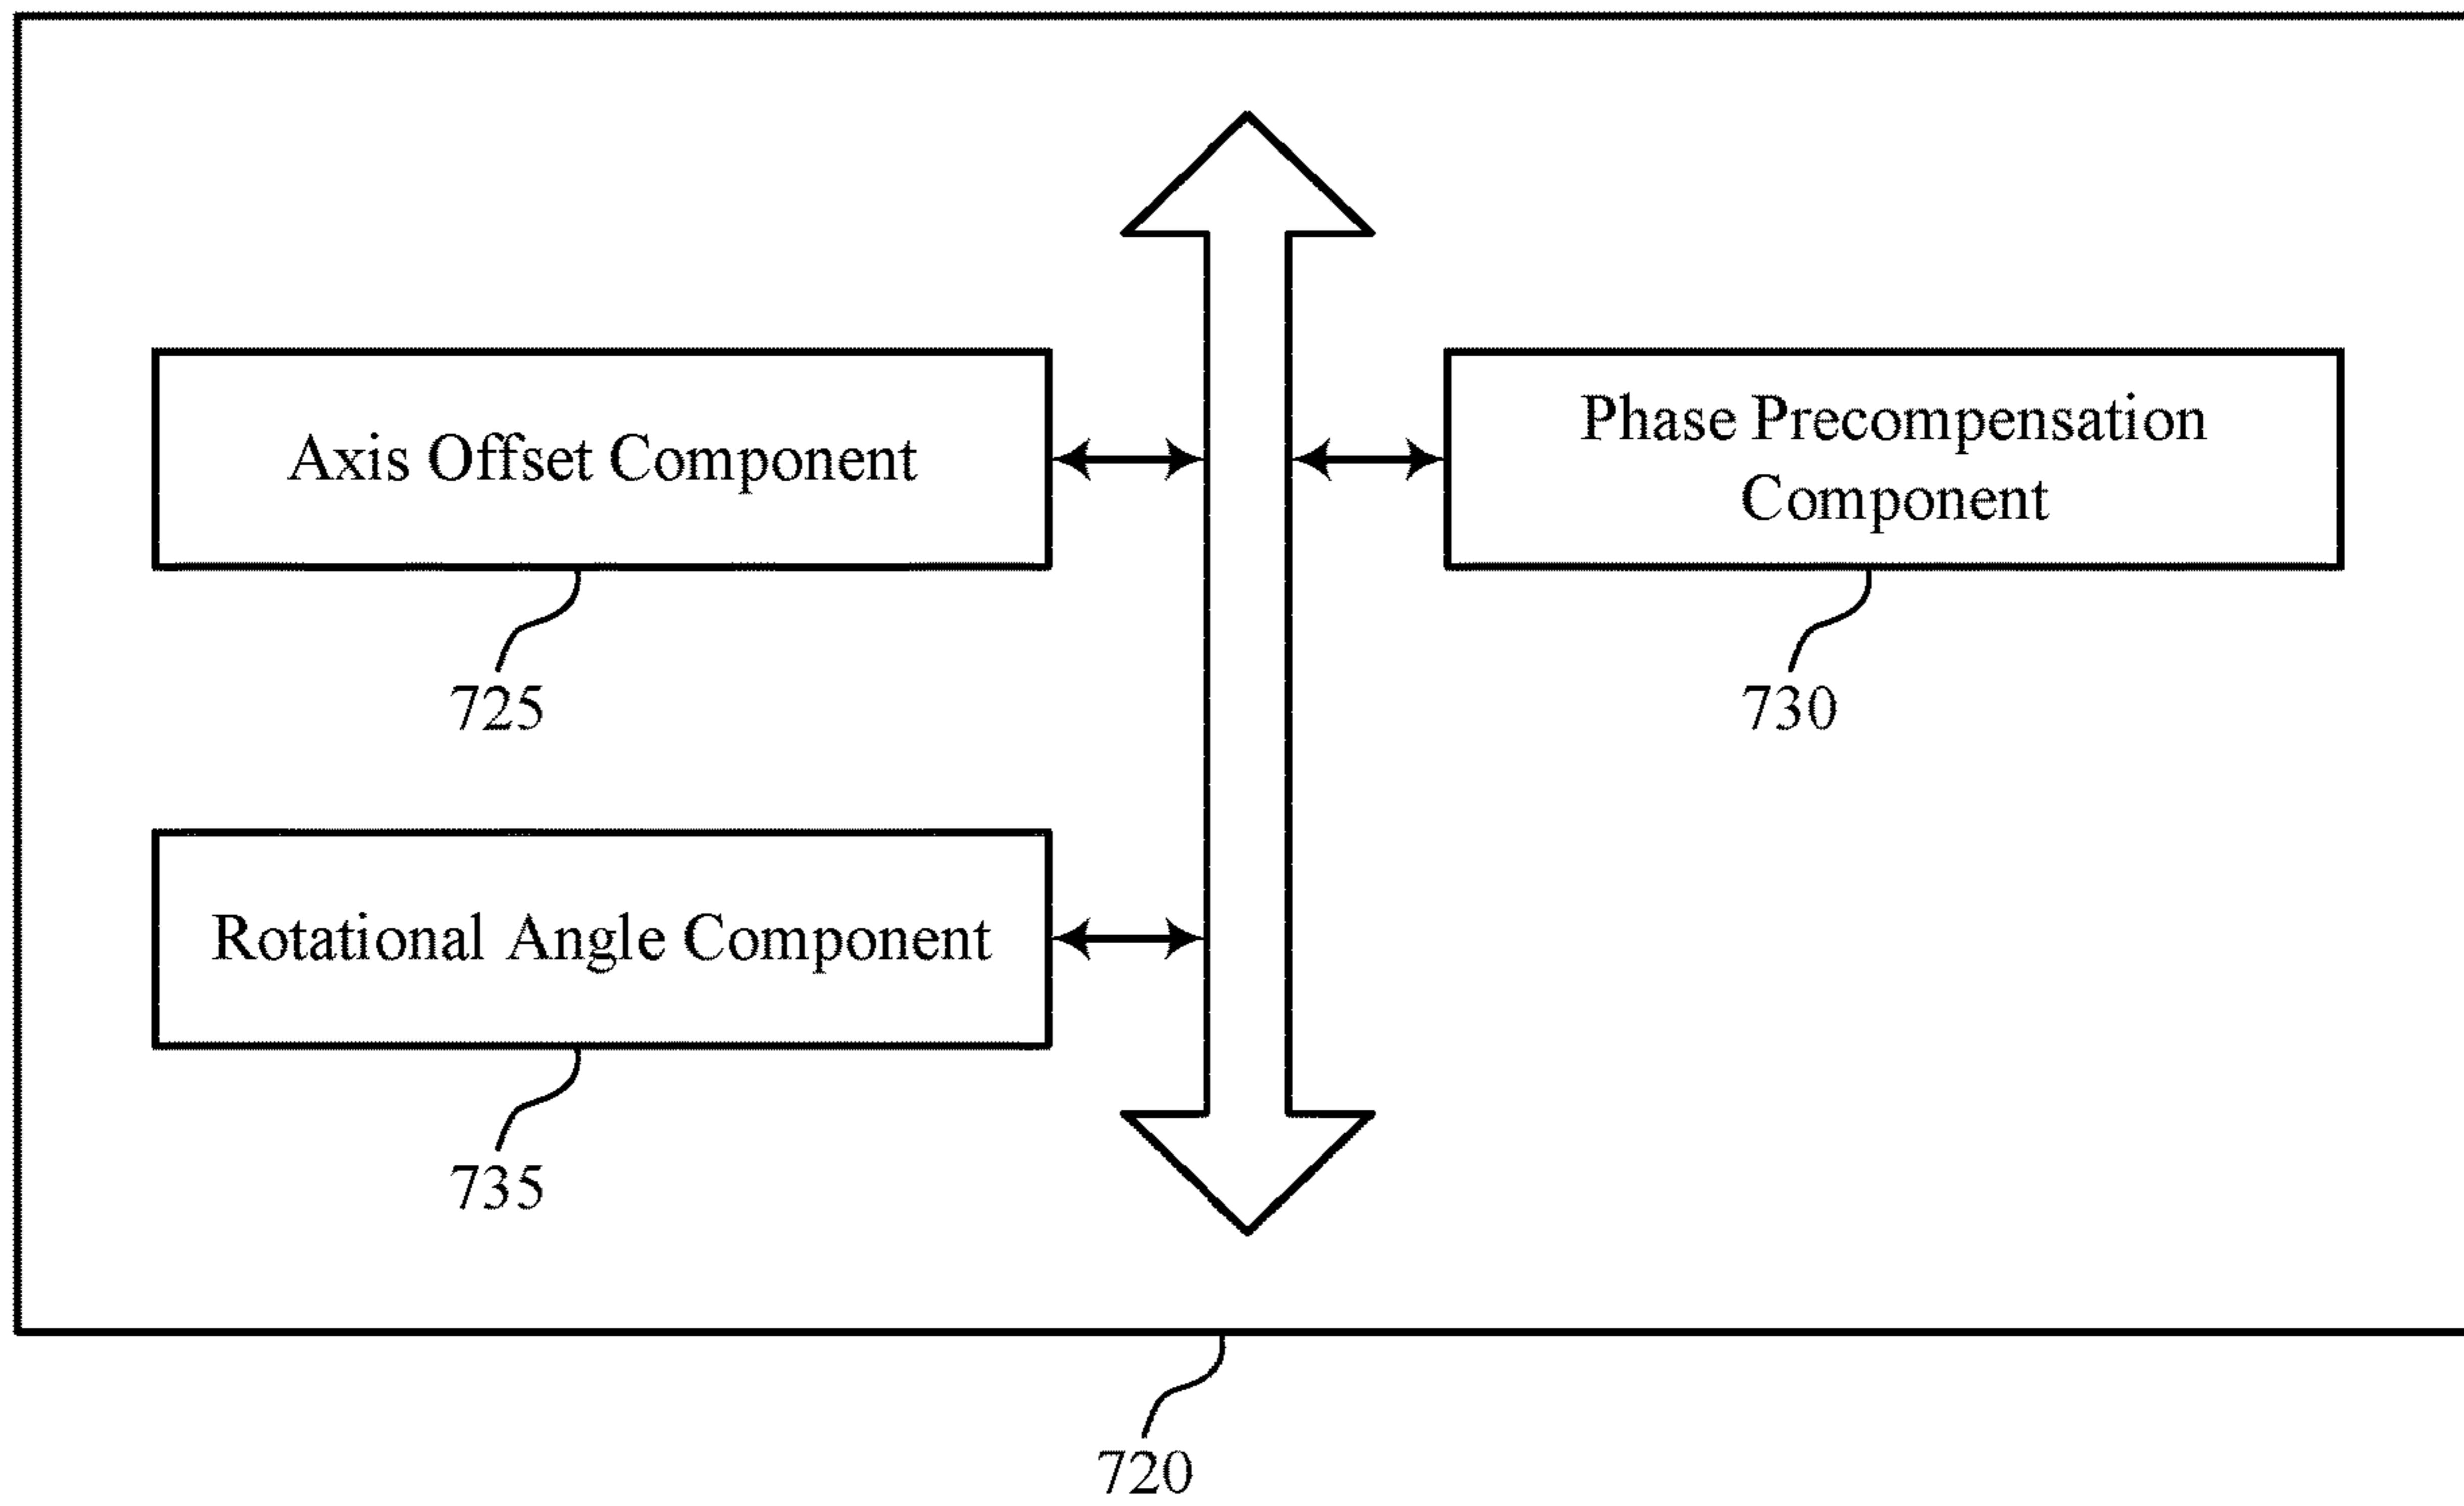 Axis Offset Component
725
Phase Precompensation
Component
730
Rotational Angle Component
735
720